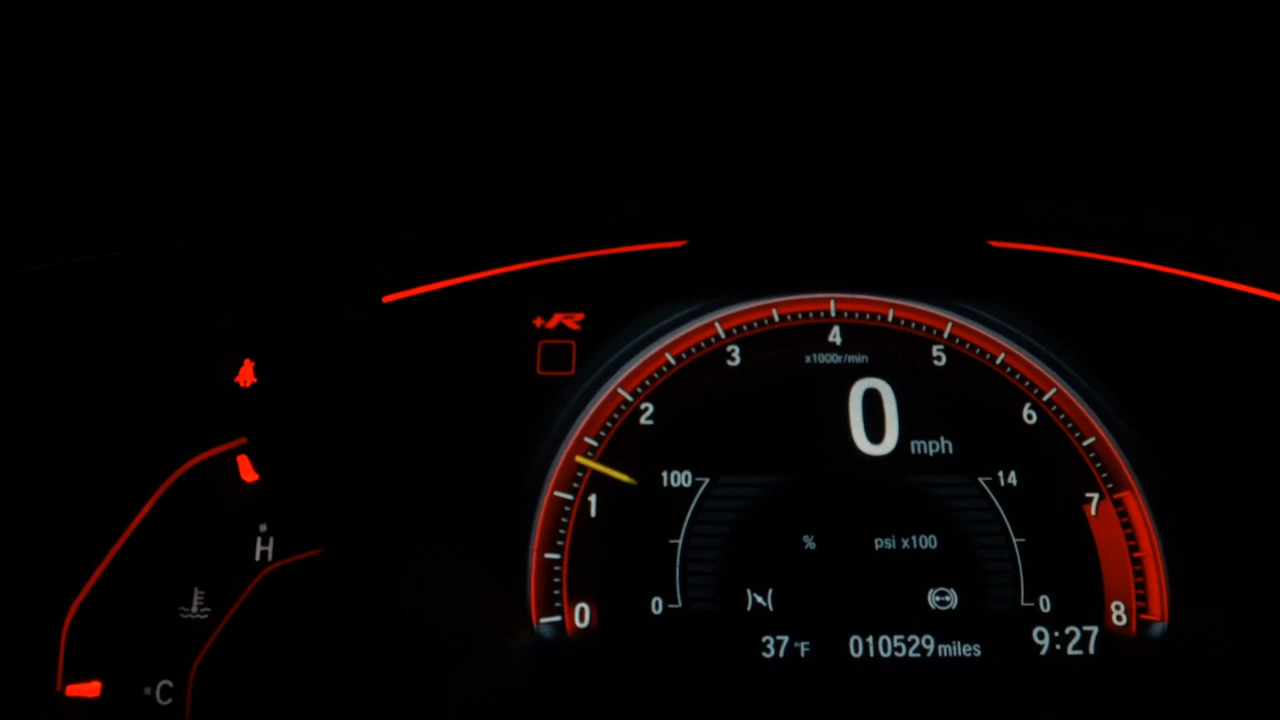 +R
4
3 5
x1000r/min
2 6
0 mph
100 14
1 7
% psi x100
H
0 0
0 8
37 °F 010529 miles 9:27
C